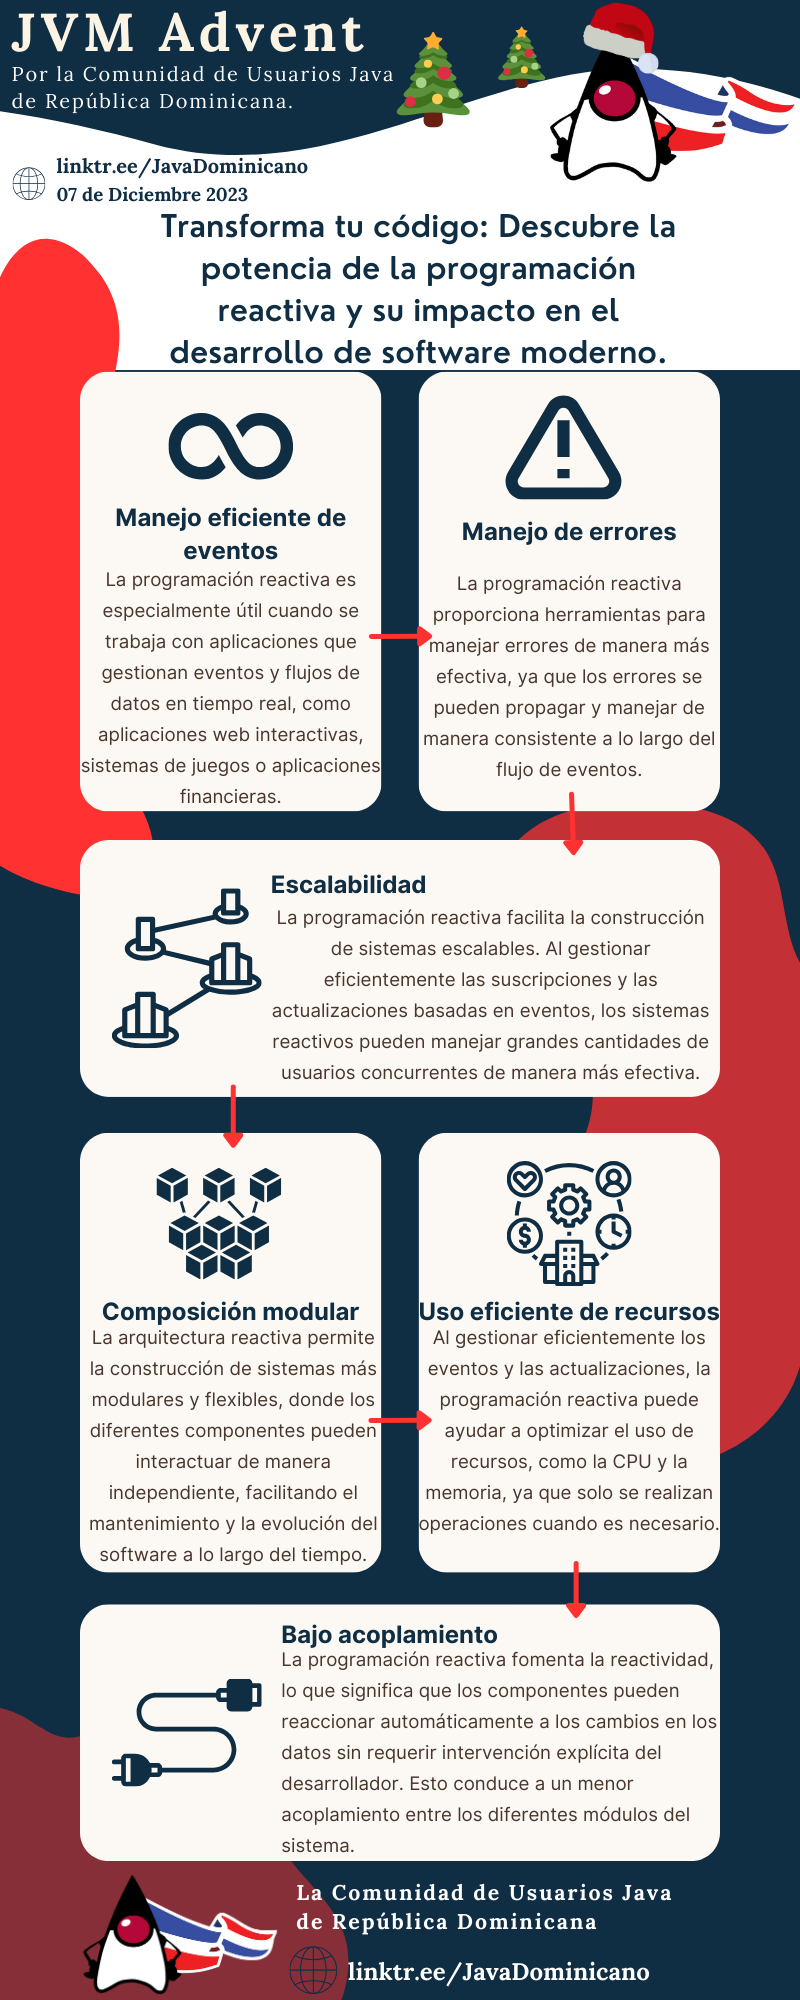 JVM Advent
Por la Comunidad de Usuarios Java
de República Dominicana.
linktr.ee/JavaDominicano
07 de Diciembre 2023
Transforma tu código: Descubre la
potencia de la programación
reactiva y su impacto en el
desarrollo de software moderno.
Manejo eficiente de
eventos
La programación reactiva es
especialmente útil cuando se
trabaja con aplicaciones que
gestionan eventos y flujos de
datos en tiempo real, como
aplicaciones web interactivas,
sistemas de juegos o aplicaciones
financieras.
Manejo de errores
La programación reactiva
proporciona herramientas para
manejar errores de manera más
efectiva, ya que los errores se
pueden propagar y manejar de
manera consistente a lo largo del
flujo de eventos.
Escalabilidad
La programación reactiva facilita la construcción
de sistemas escalables. Al gestionar
eficientemente las suscripciones y las
actualizaciones basadas en eventos, los sistemas
reactivos pueden manejar grandes cantidades de
usuarios concurrentes de manera más efectiva.
Composición modular
La arquitectura reactiva permite
la construcción de sistemas más
modulares y flexibles, donde los
diferentes componentes pueden
interactuar de manera
independiente, facilitando el
mantenimiento y la evolución del
software a lo largo del tiempo.
Uso eficiente de recursos
Al gestionar eficientemente los
eventos y las actualizaciones, la
programación reactiva puede
ayudar a optimizar el uso de
recursos, como la CPU y la
memoria, ya que solo se realizan
operaciones cuando es necesario.
Bajo acoplamiento
La programación reactiva fomenta la reactividad,
lo que significa que los componentes pueden
reaccionar automáticamente a los cambios en los
datos sin requerir intervención explícita del
desarrollador. Esto conduce a un menor
acoplamiento entre los diferentes módulos del
sistema.
La Comunidad de Usuarios Java
de República Dominicana
linktr.ee/JavaDominicano